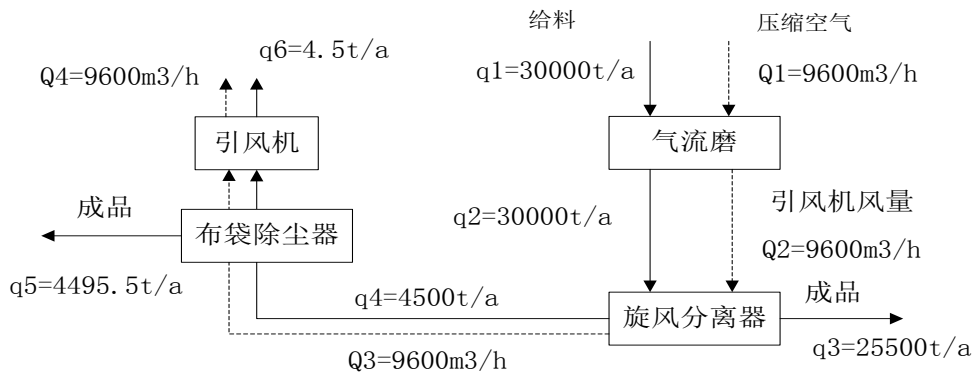 给料
压缩空气
q6=4.5t/a
Q4=9600m3/h
q1=30000t/a
Q1=9600m3/h
引风机
气流磨
成品
布袋除尘器
q2=30000t/a
引风机风量
Q2=9600m3/h
q5=4495.5t/a
q4=4500t/a
旋风分离器
成品
Q3=9600m3/h
q3=25500t/a